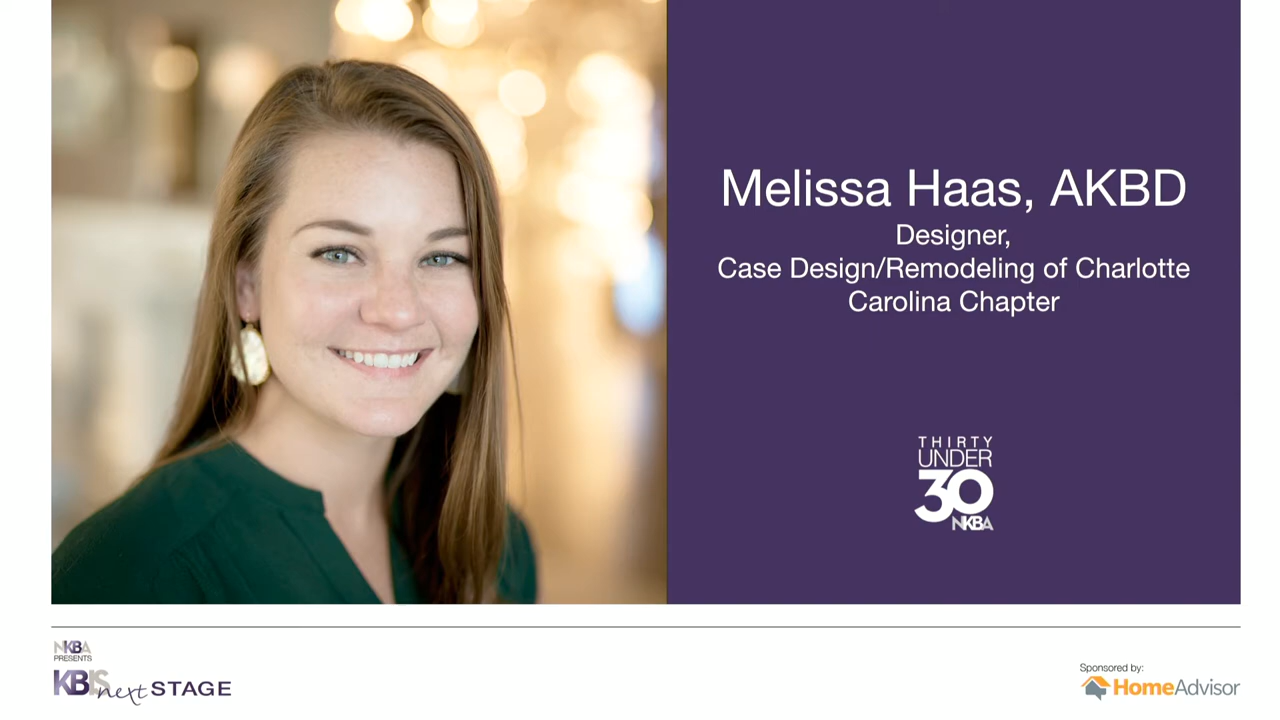 Melissa Haas, AKBD
Designer,
Case Design/Remodeling of Charlotte
Carolina Chapter
THIRTY
UNDER
30
NKBA
NKBA
PRESENTS
KBIS next STAGE
Sponsored by:
HomeAdvisor